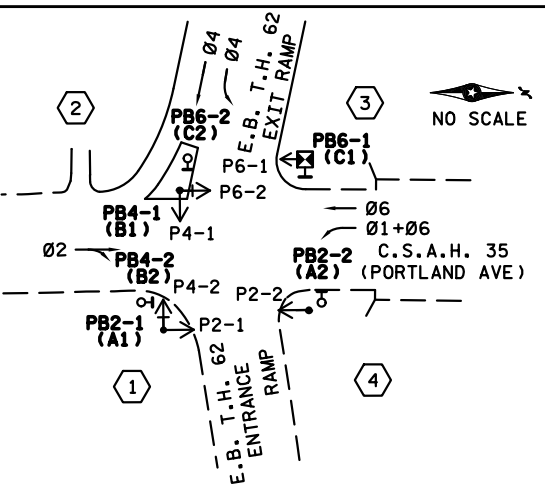 Ø4
Ø4
E.B. T.H. 62
EXIT RAMP
2
3
PB6-2
(C2)
NO SCALE
PB6-1
(C1)
P6-1
P6-2
PB4-1
(B1)
P4-1
Ø6
Ø1+Ø6
Ø2
PB4-2
(B2)
PB2-2
(A2)
C.S.A.H. 35
(PORTLAND AVE)
P4-2
P2-2
PB2-1
(A1)
P2-1
1
4
E.B. T.H. 62
ENTRANCE
RAMP